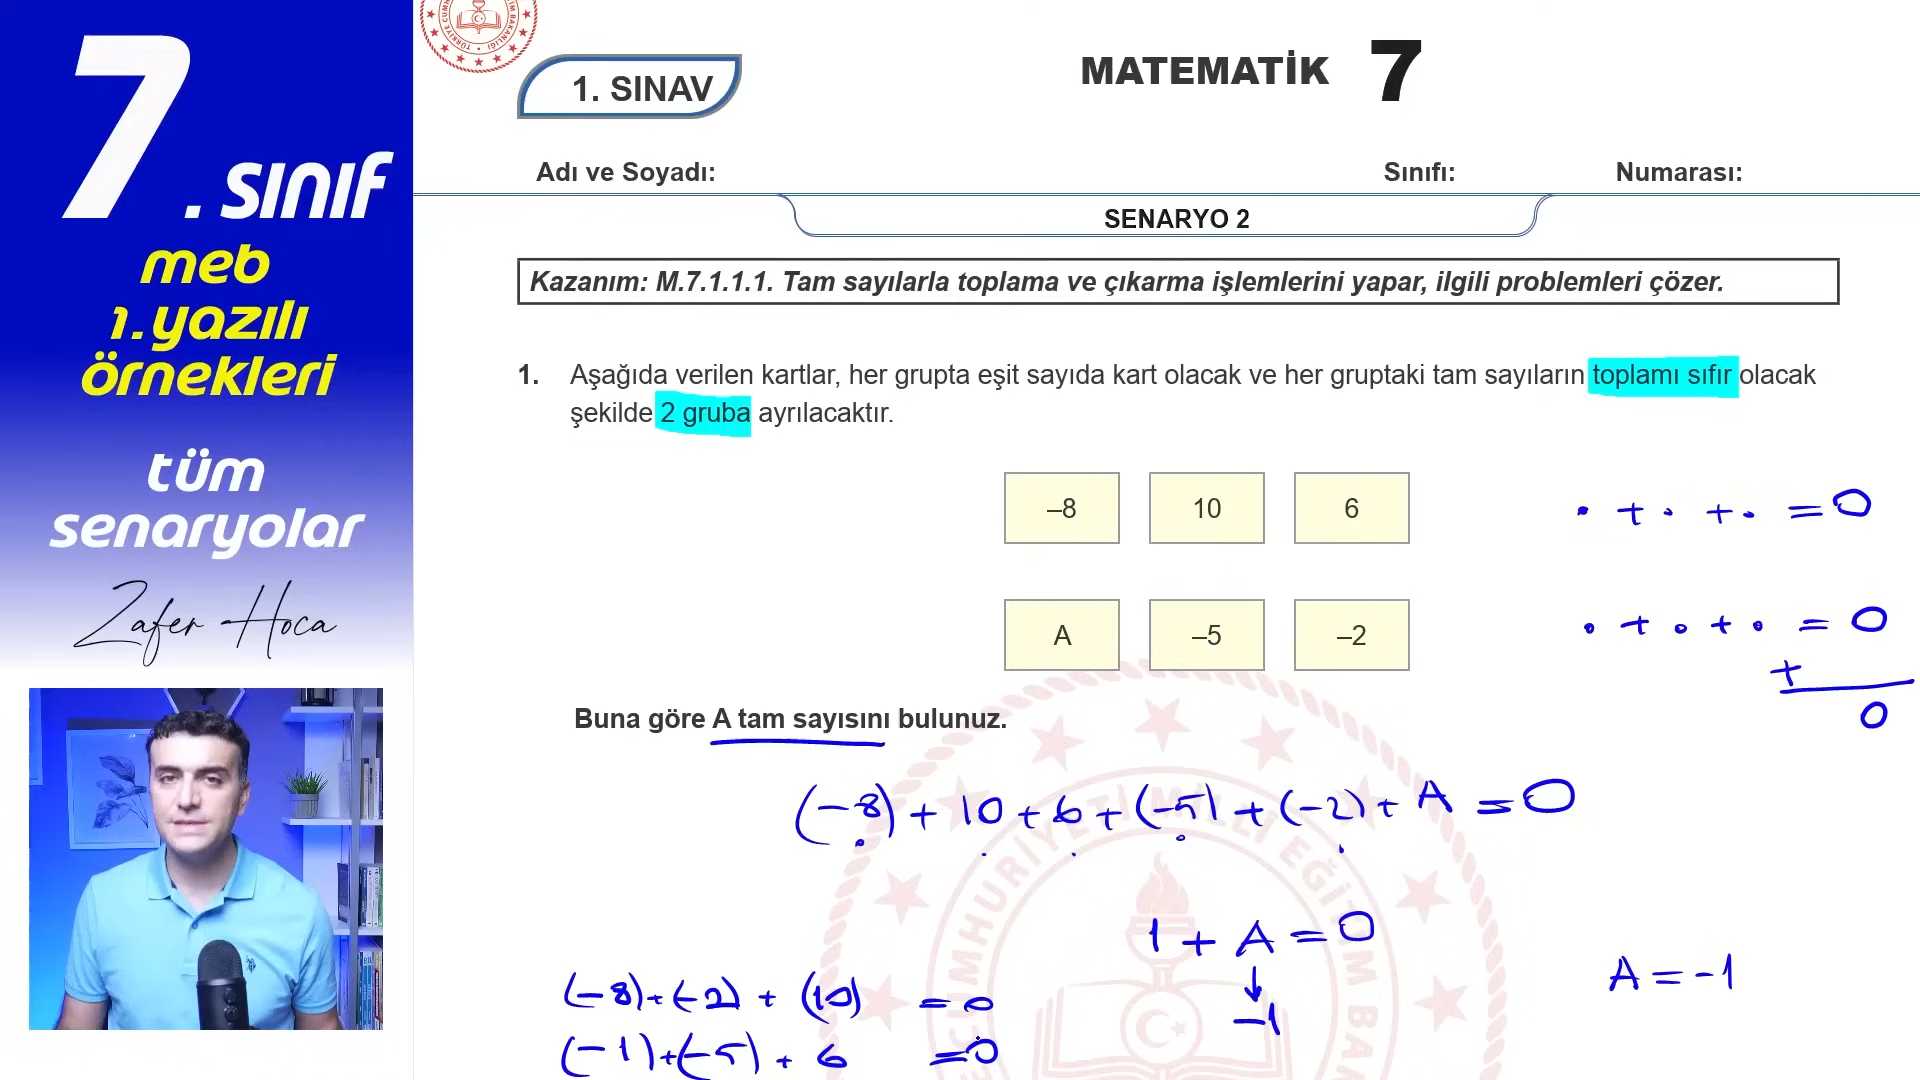 7. sınıf
meb
1.yazılı
örnekleri
tüm
senaryolar
Zafer Hoca
1. SINAV
MATEMATİK 7
Adı ve Soyadı: Sınıfı: Numarası:
SENARYO 2
Kazanım: M.7.1.1.1. Tam sayılarla toplama ve çıkarma işlemlerini yapar, ilgili problemleri çözer.
1. Aşağıda verilen kartlar, her grupta eşit sayıda kart olacak ve her gruptaki tam sayıların toplamı sıfır olacak
şekilde 2 gruba ayrılacaktır.
–8 10 6
A –5 –2
. + . + . = 0
. + . + . = 0
+
0
Buna göre A tam sayısını bulunuz.
(-8) + 10 + 6 + (-5) + (-2) + A = 0
1 + A = 0
-1
A = -1
(-8)+(-2) + (10) = 0
(-1)+(-5) + 6 = 0